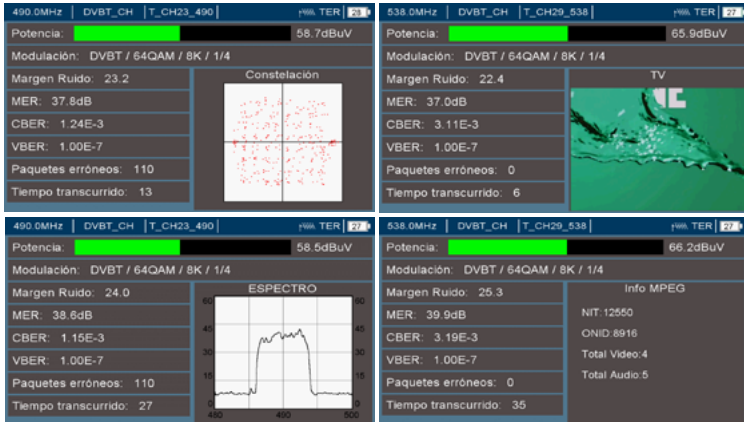 490.0MHz DVBT_CH T_CH23_490 TER 28
Potencia: 58.7dBuV
Modulación: DVBT / 64QAM / 8K / 1/4
Margen Ruido: 23.2
Constelación
MER: 37.8dB
CBER: 1.24E-3
VBER: 1.00E-7
Paquetes erróneos: 110
Tiempo transcurrido: 13
538.0MHz DVBT_CH T_CH29_538 TER 27
Potencia: 65.9dBuV
Modulación: DVBT / 64QAM / 8K / 1/4
Margen Ruido: 22.4
TV
MER: 37.0dB
CBER: 3.11E-3
VBER: 1.00E-7
Paquetes erróneos: 0
Tiempo transcurrido: 6
490.0MHz DVBT_CH T_CH23_490 TER 27
Potencia: 58.5dBuV
Modulación: DVBT / 64QAM / 8K / 1/4
Margen Ruido: 24.0
MER: 38.6dB
CBER: 1.15E-3
VBER: 1.00E-7
Paquetes erróneos: 110
Tiempo transcurrido: 27
ESPECTRO
60 60
45 45
30 30
15 15
0 0
480 490 500
538.0MHz DVBT_CH T_CH29_538 TER 27
Potencia: 66.2dBuV
Modulación: DVBT / 64QAM / 8K / 1/4
Margen Ruido: 25.3
MER: 39.9dB
CBER: 3.19E-3
VBER: 1.00E-7
Paquetes erróneos: 0
Tiempo transcurrido: 35
Info MPEG
NIT:12550
ONID:8916
Total Video:4
Total Audio:5